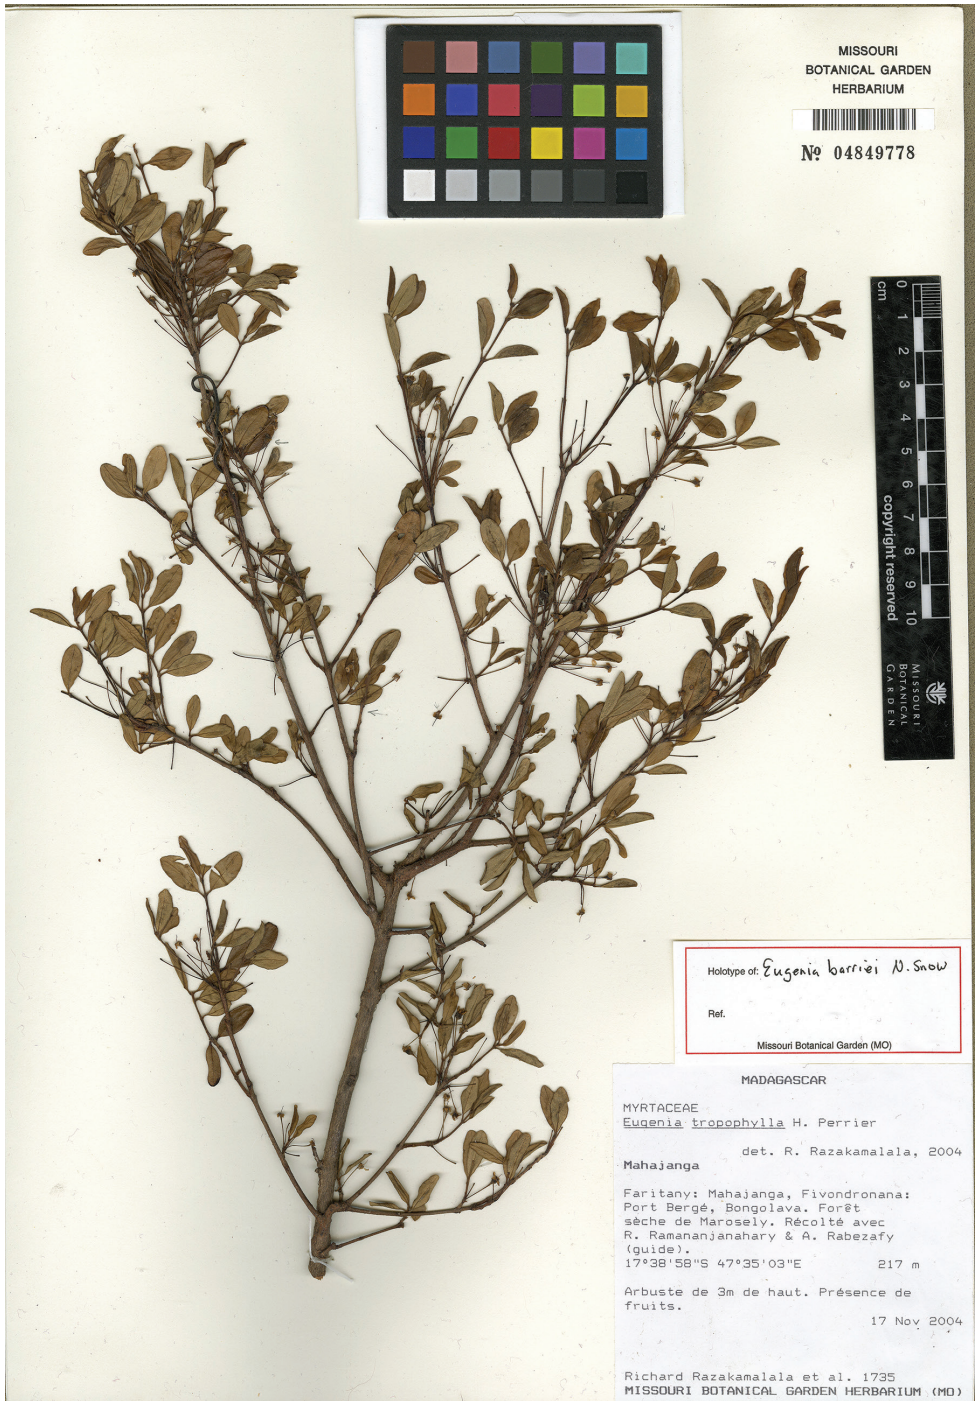 MISSOURI
BOTANICAL GARDEN
HERBARIUM
№ 04849778
cm
0
1
2
3
4
5
6
7
8
9
10
copyright reserved
MISSOURI
BOTANICAL
GARDEN
Holotype of: Eugenia barriei N. Snow
Ref.
Missouri Botanical Garden (MO)
MADAGASCAR
MYRTACEAE
Eugenia tropophylla H. Perrier
det. R. Razakamalala, 2004
Mahajanga
Faritany: Mahajanga, Fivondronana:
Port Bergé, Bongolava. Forêt
sèche de Marosely. Récolté avec
R. Ramananjanahary & A. Rabezafy
(guide).
17°38'58"S 47°35'03"E 217 m
Arbuste de 3m de haut. Présence de
fruits.
17 Nov 2004
Richard Razakamalala et al. 1735
MISSOURI BOTANICAL GARDEN HERBARIUM (MO)